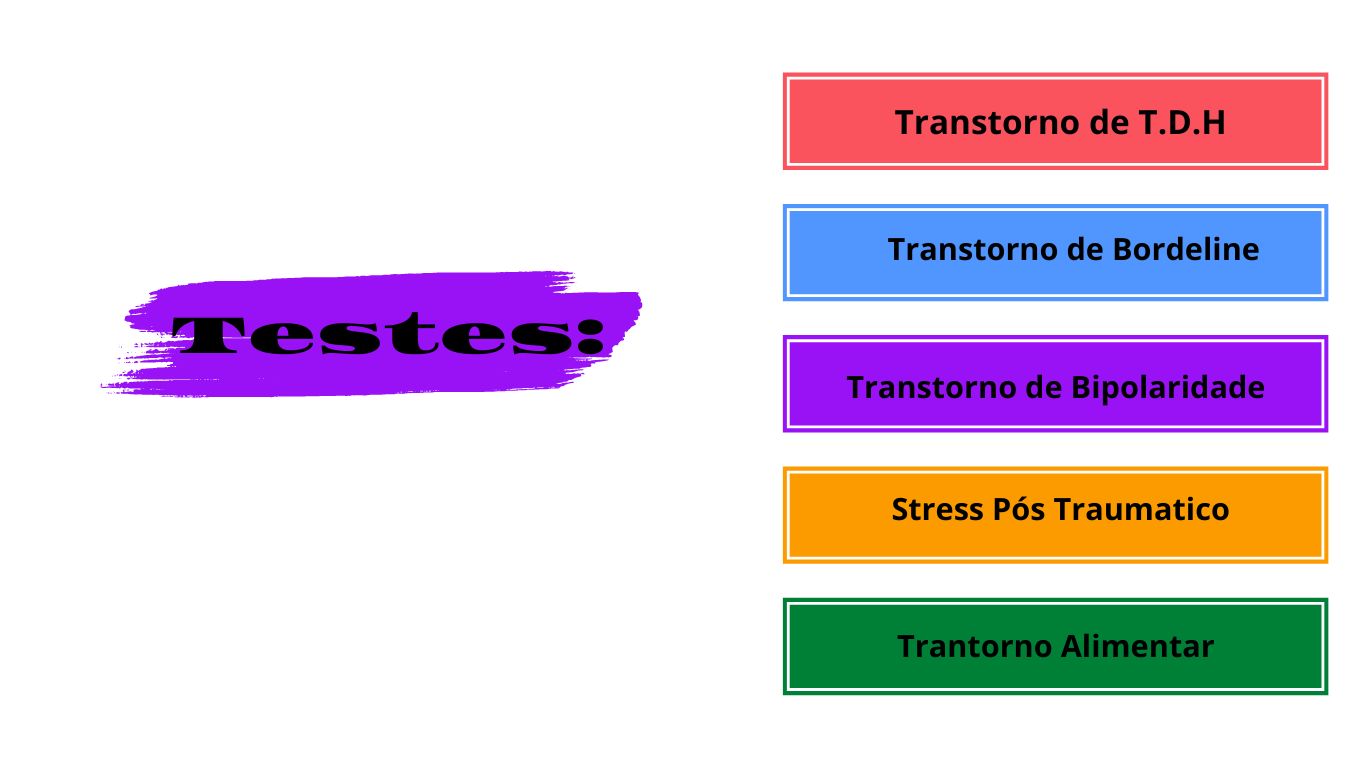 Testes:
Transtorno de T.D.H
Transtorno de Bordeline
Transtorno de Bipolaridade
Stress Pós Traumatico
Trantorno Alimentar